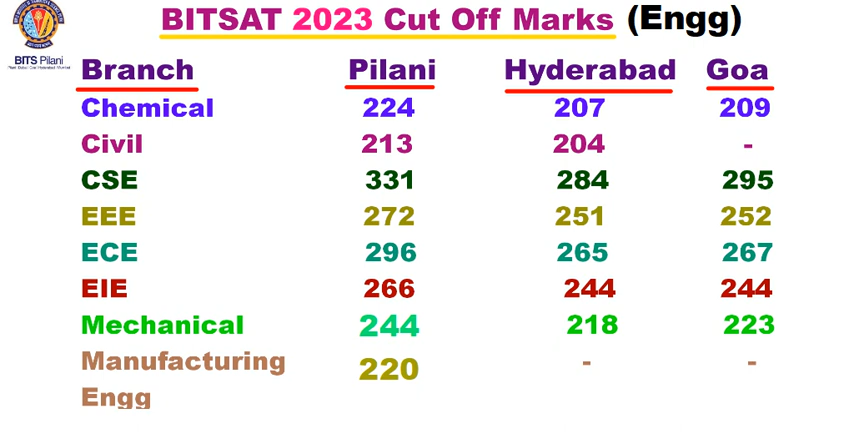 BITSAT 2023 Cut Off Marks (Engg)
BITS Pilani
Branch Pilani Hyderabad Goa
Chemical 224 207 209
Civil 213 204 -
CSE 331 284 295
EEE 272 251 252
ECE 296 265 267
EIE 266 244 244
Mechanical 244 218 223
Manufacturing 220 - -
Engg